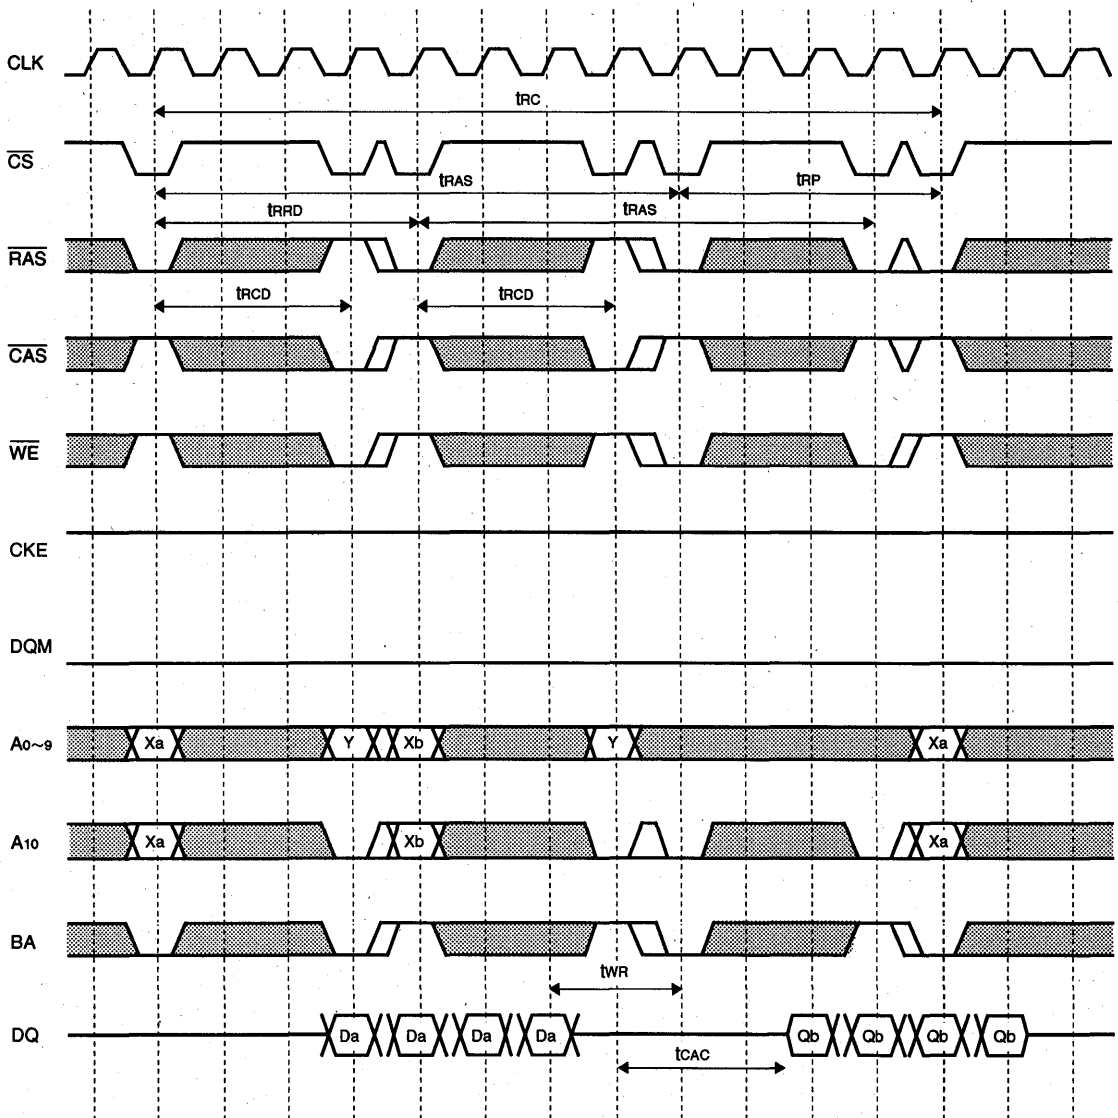 CLK
tRC
CS
tRAS
tRP
tRRD
tRAS
RAS
tRCD
tRCD
CAS
WE
CKE
DQM
A0~9
Xa
Y
Xb
Y
Xa
A10
Xa
Xb
Xa
BA
tWR
DQ
Da
Da
Da
Da
Qb
Qb
Qb
Qb
tCAC